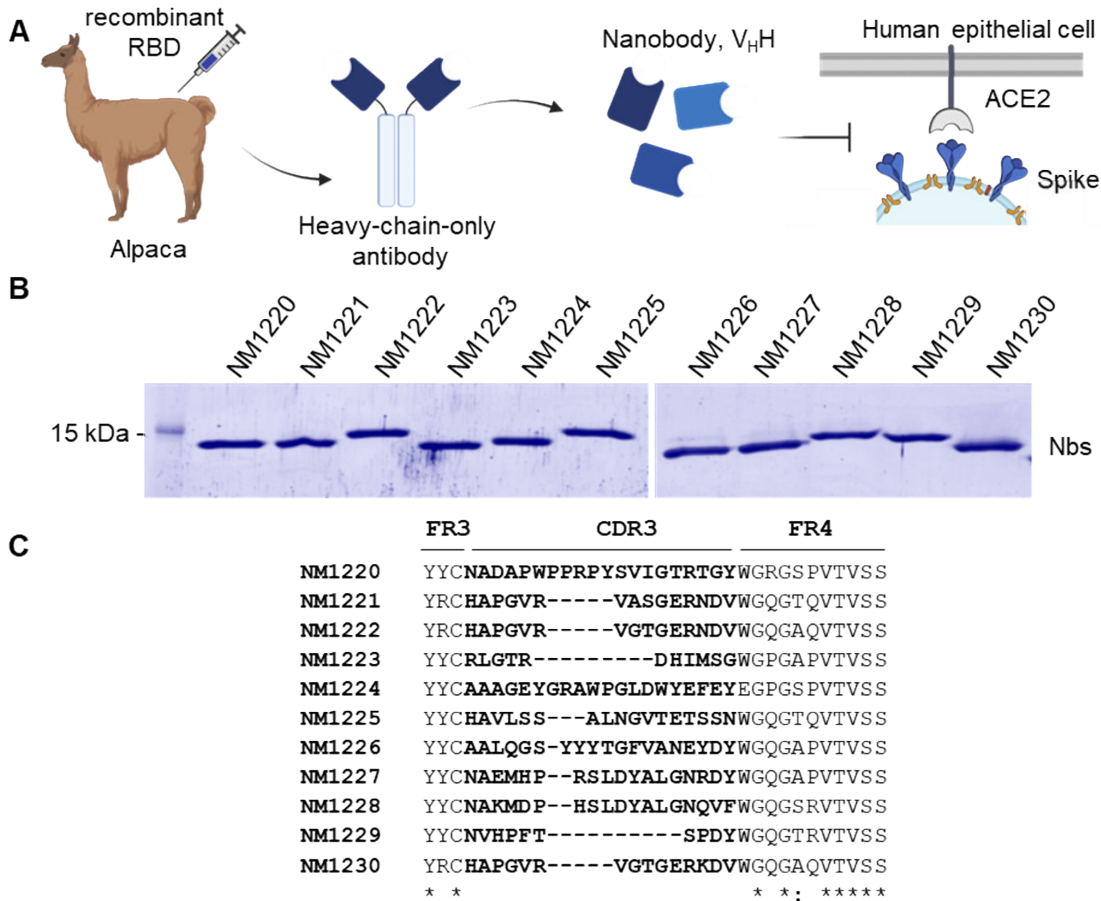 A
recombinant
RBD
Alpaca
Heavy-chain-only
antibody
Nanobody, VHH
Human epithelial cell
ACE2
Spike
B
NM1220 NM1221 NM1222 NM1223 NM1224 NM1225 NM1226 NM1227 NM1228 NM1229 NM1230
15 kDa -
Nbs
C
FR3 CDR3 FR4
NM1220 YYCNADAPWPPRPYSVIGTRTGYWGRGSPVTVSS
NM1221 YRCHAPGVR-----VASGERNDVWGQGTQVTVSS
NM1222 YRCHAPGVR-----VGTGERNDVWGQGAQVTVSS
NM1223 YYCRLGTR---------DHIMSGWGPGAPVTVSS
NM1224 YYCAAAGEYGRAWPGLDWYEFEYEGPGSPVTVSS
NM1225 YYCHAVLSS---ALNGVTETSSNWGQGTQVTVSS
NM1226 YYCAALQGS-YYYTGFVANEYDYWGQGAPVTVSS
NM1227 YYCNAEMHP--RSLDYALGNRDYWGQGAPVTVSS
NM1228 YYCNAKMDP--HSLDYALGNQVFWGQGSRVTVSS
NM1229 YYCNVHPFT----------SPDYWGQGTRVTVSS
NM1230 YRCHAPGVR-----VGTGERKDVWGQGAQVTVSS
* * * *: *****